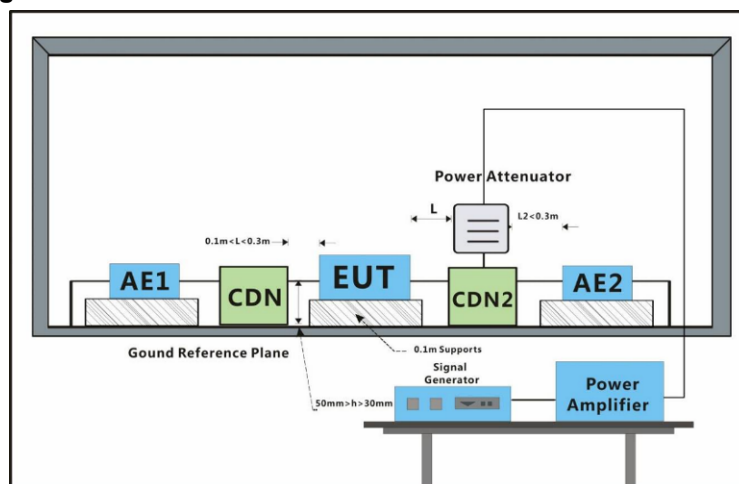 Power Attenuator
L
L2<0.3m
0.1m<L<0.3m
AE1
CDN
EUT
CDN2
AE2
Gound Reference Plane
0.1m Supports
Signal
Generator
50mm>h>30mm
Power
Amplifier